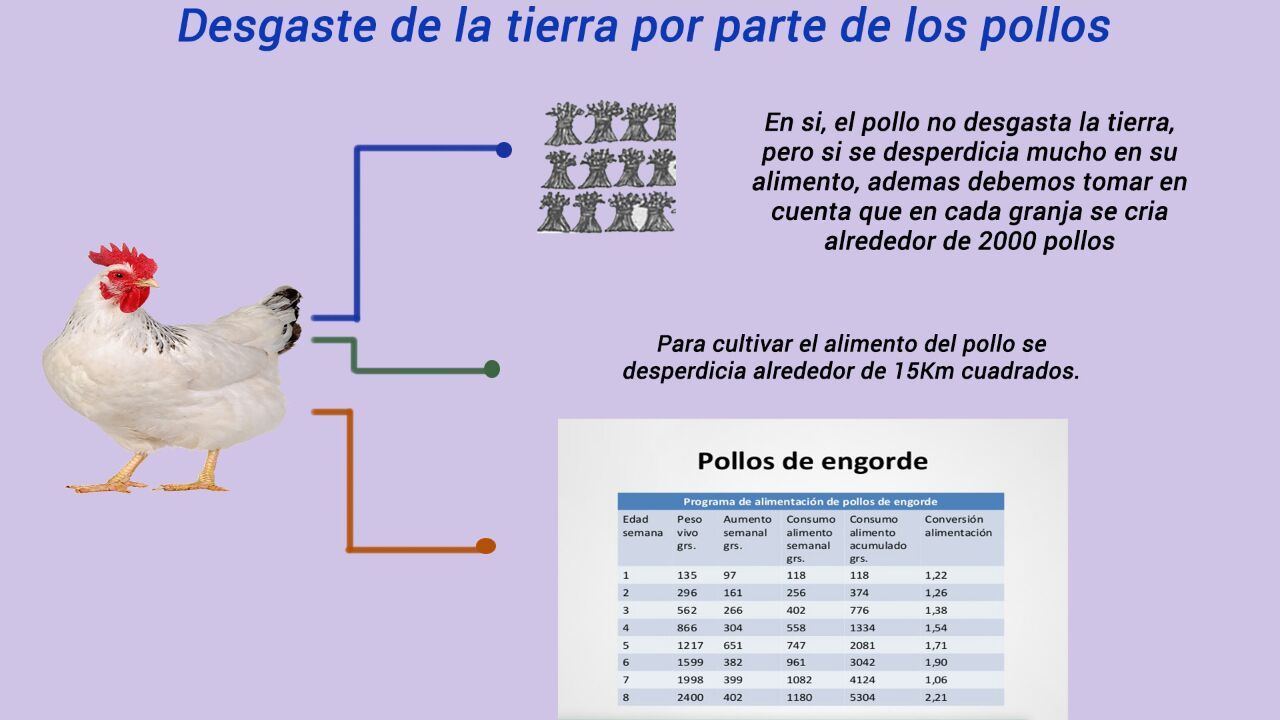 Desgaste de la tierra por parte de los pollos
En si, el pollo no desgasta la tierra,
pero si se desperdicia mucho en su
alimento, ademas debemos tomar en
cuenta que en cada granja se cria
alrededor de 2000 pollos
Para cultivar el alimento del pollo se
desperdicia alrededor de 15Km cuadrados.
Pollos de engorde
Programa de alimentación de pollos de engorde
Edad semana Peso vivo grs. Aumento semanal grs. Consumo alimento semanal grs. Consumo alimento acumulado grs. Conversión alimentación
1 135 97 118 118 1,22
2 296 161 256 374 1,26
3 562 266 402 776 1,38
4 866 304 558 1334 1,54
5 1217 651 747 2081 1,71
6 1599 382 961 3042 1,90
7 1998 399 1082 4124 1,06
8 2400 402 1180 5304 2,21